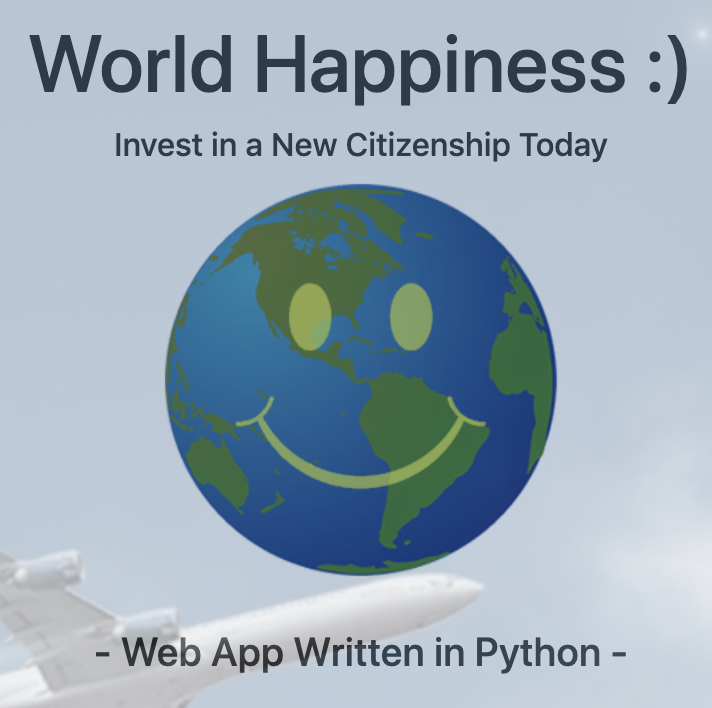 World Happiness :)
Invest in a New Citizenship Today
- Web App Written in Python -